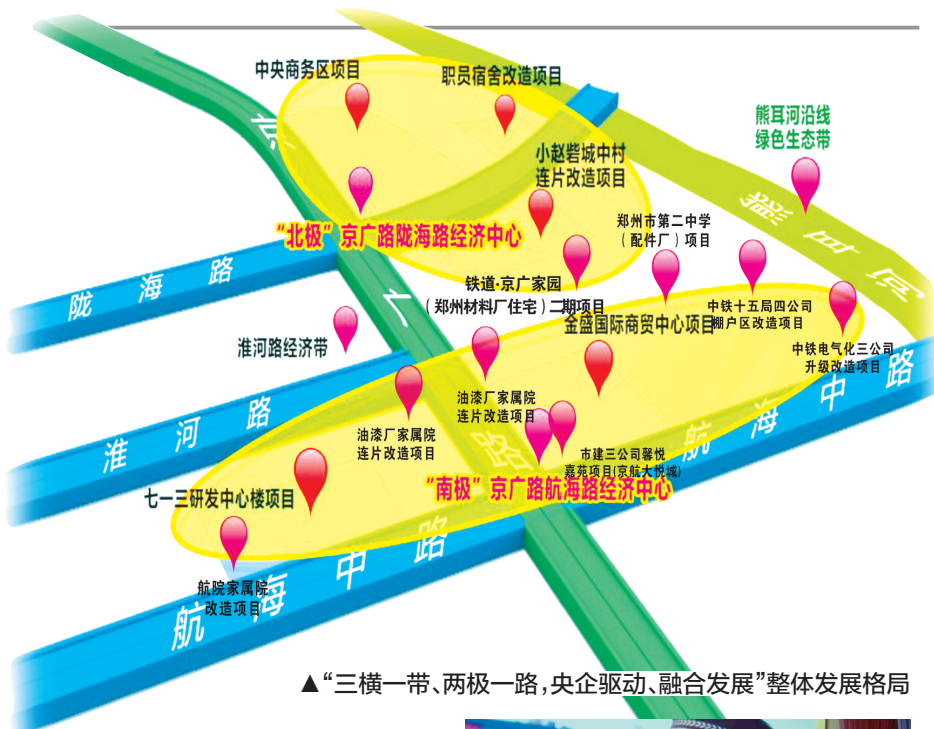 中央商务区项目
职员宿舍改造项目
熊耳河沿线
绿色生态带
京
小赵砦城中村
连片改造项目
熊耳河
郑州市第二中学
（配件厂）项目
“北极”京广路陇海路经济中心
陇海路
铁道·京广家园
（郑州材料厂住宅）二期项目
广
金盛国际商贸中心项目
中铁十五局四公司
棚户区改造项目
淮河路经济带
中铁电气化三公司
升级改造项目
油漆厂家属院
连片改造项目
航海中路
淮河路
油漆厂家属院
连片改造项目
路
市建三公司馨悦
嘉苑项目(京航大悦城)
“南极”京广路航海路经济中心
七一三研发中心楼项目
航海中路
航院家属院
改造项目
▲“三横一带、两极一路，央企驱动、融合发展”整体发展格局